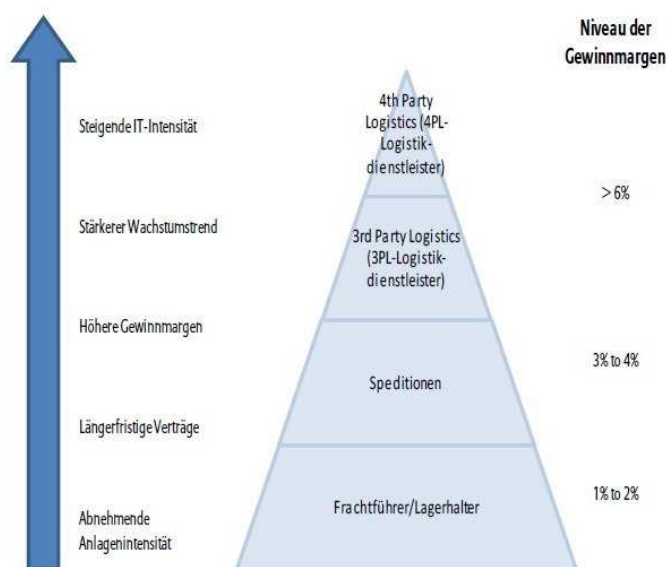 Niveau der
Gewinnmargen
Steigende IT-Intensität
Stärkerer Wachstumstrend
Höhere Gewinnmargen
Längerfristige Verträge
Abnehmende
Anlagenintensität
4th Party
Logistics (4PL-
Logistik-
dienstleister)
3rd Party Logistics
(3PL-Logistik-
dienstleister)
Speditionen
Frachtführer/Lagerhalter
> 6%
3% to 4%
1% to 2%